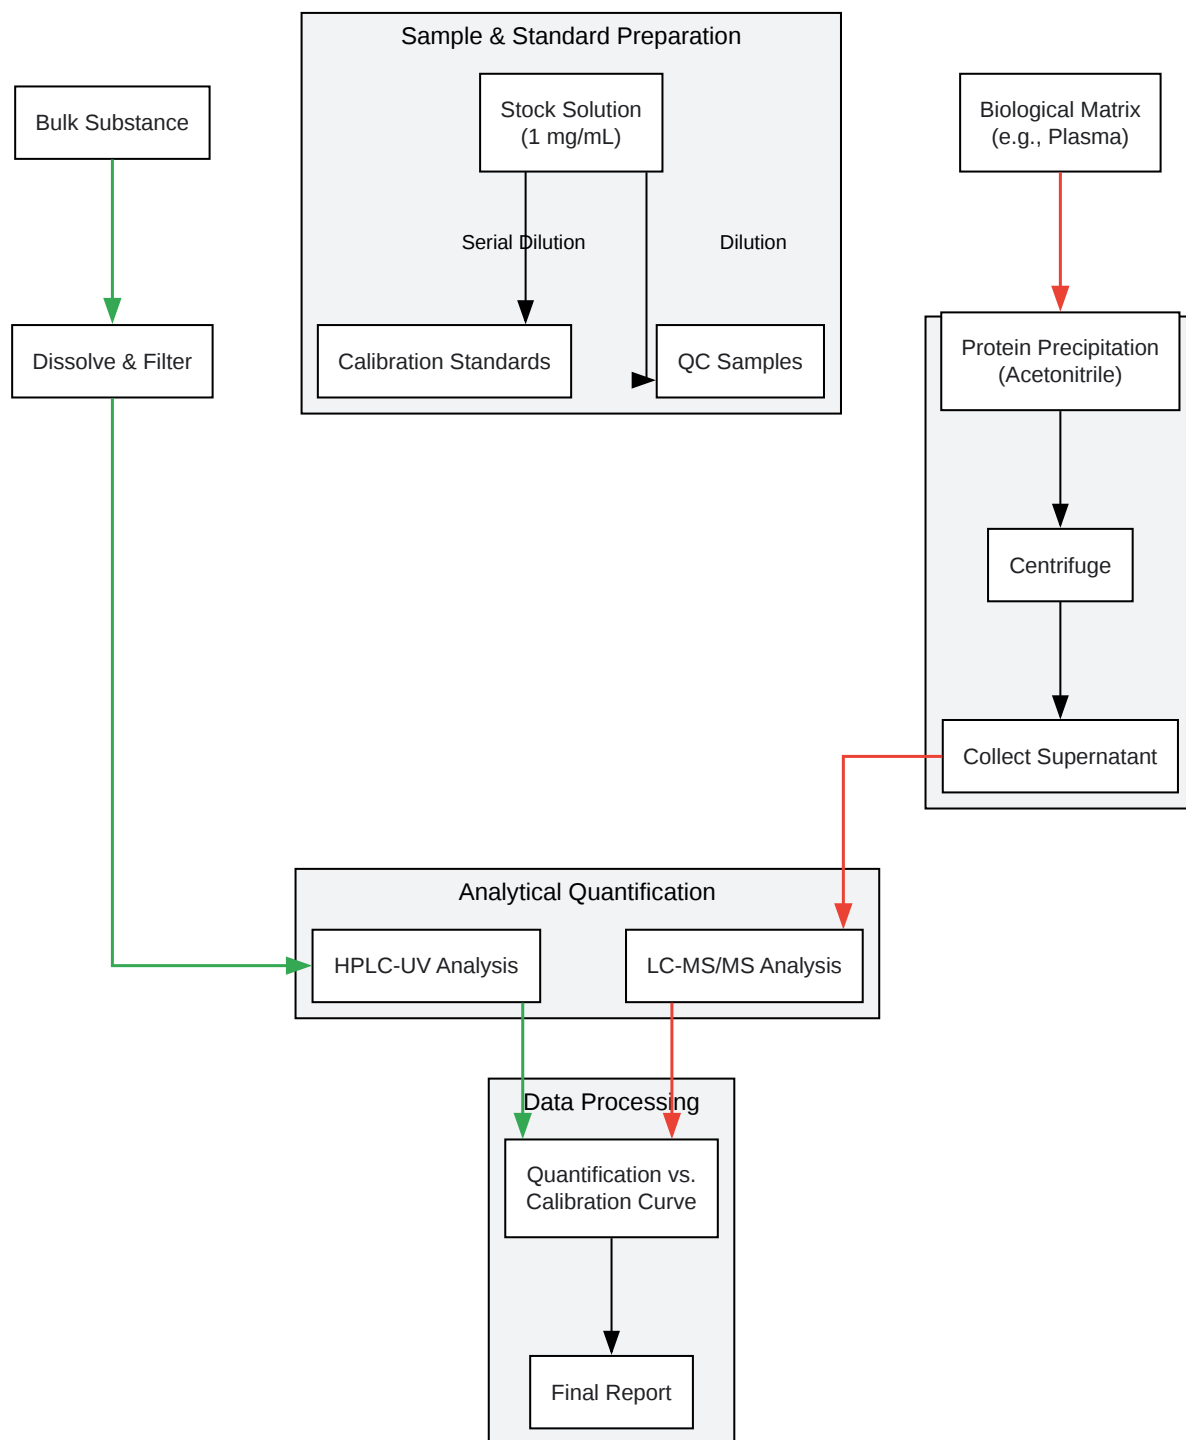 Sample & Standard Preparation
Bulk Substance
Stock Solution
(1 mg/mL)
Biological Matrix
(e.g., Plasma)
Serial Dilution
Dilution
Dissolve & Filter
Calibration Standards
QC Samples
Protein Precipitation
(Acetonitrile)
Centrifuge
Collect Supernatant
Analytical Quantification
HPLC-UV Analysis
LC-MS/MS Analysis
Data Processing
Quantification vs.
Calibration Curve
Final Report